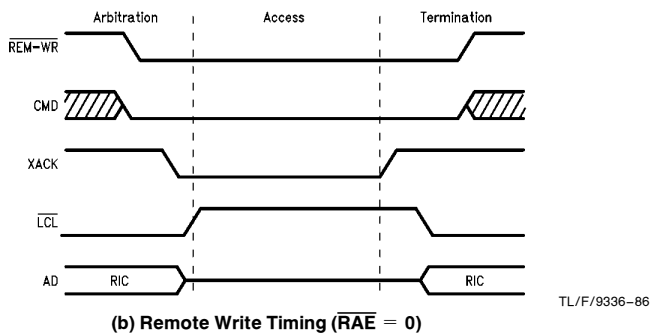 Arbitration Access Termination
REM-WR
CMD
XACK
LCL
AD RIC RIC
TL/F/9336–86
(b) Remote Write Timing (RAE = 0)